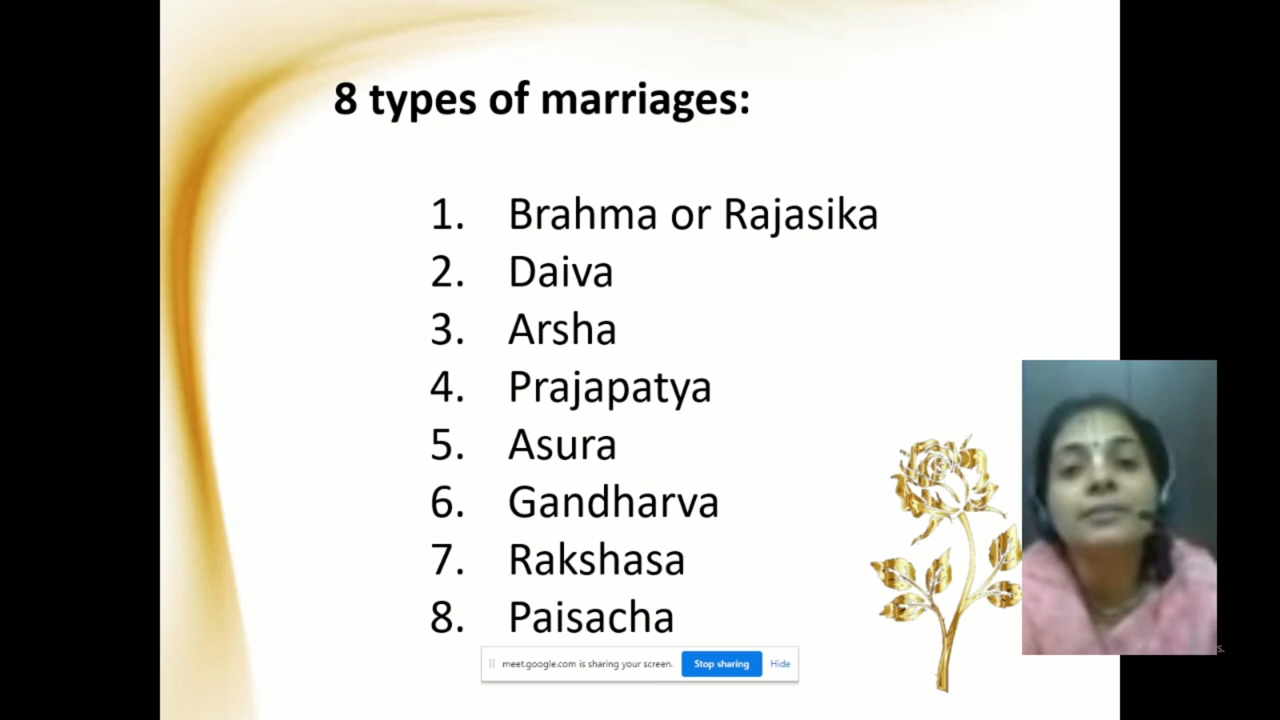 8 types of marriages:
1. Brahma or Rajasika
2. Daiva
3. Arsha
4. Prajapatya
5. Asura
6. Gandharva
7. Rakshasa
8. Paisacha
meet.google.com is sharing your screen. Stop sharing Hide